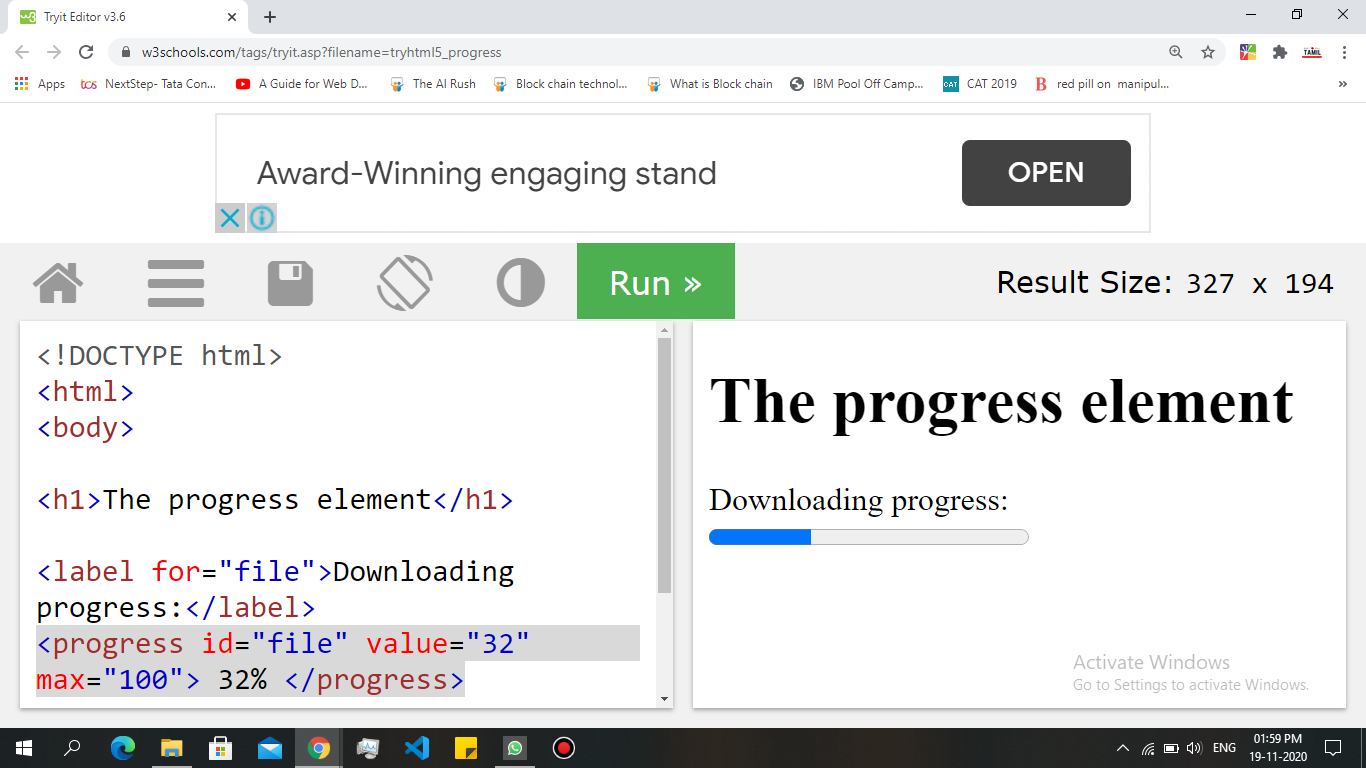 Tryit Editor v3.6
w3schools.com/tags/tryit.asp?filename=tryhtml5_progress
TAMIL
Apps
tcs NextStep- Tata Con...
A Guide for Web D...
The AI Rush
Block chain technol...
What is Block chain
IBM Pool Off Camp...
CAT CAT 2019
B red pill on manipul...
»
Award-Winning engaging stand
OPEN
Run »
Result Size: 327 x 194
<!DOCTYPE html>
<html>
<body>
<h1>The progress element</h1>
<label for="file">Downloading
progress:</label>
<progress id="file" value="32"
max="100"> 32% </progress>
The progress element
Downloading progress:
Activate Windows
Go to Settings to activate Windows.
ENG
01:59 PM
19-11-2020